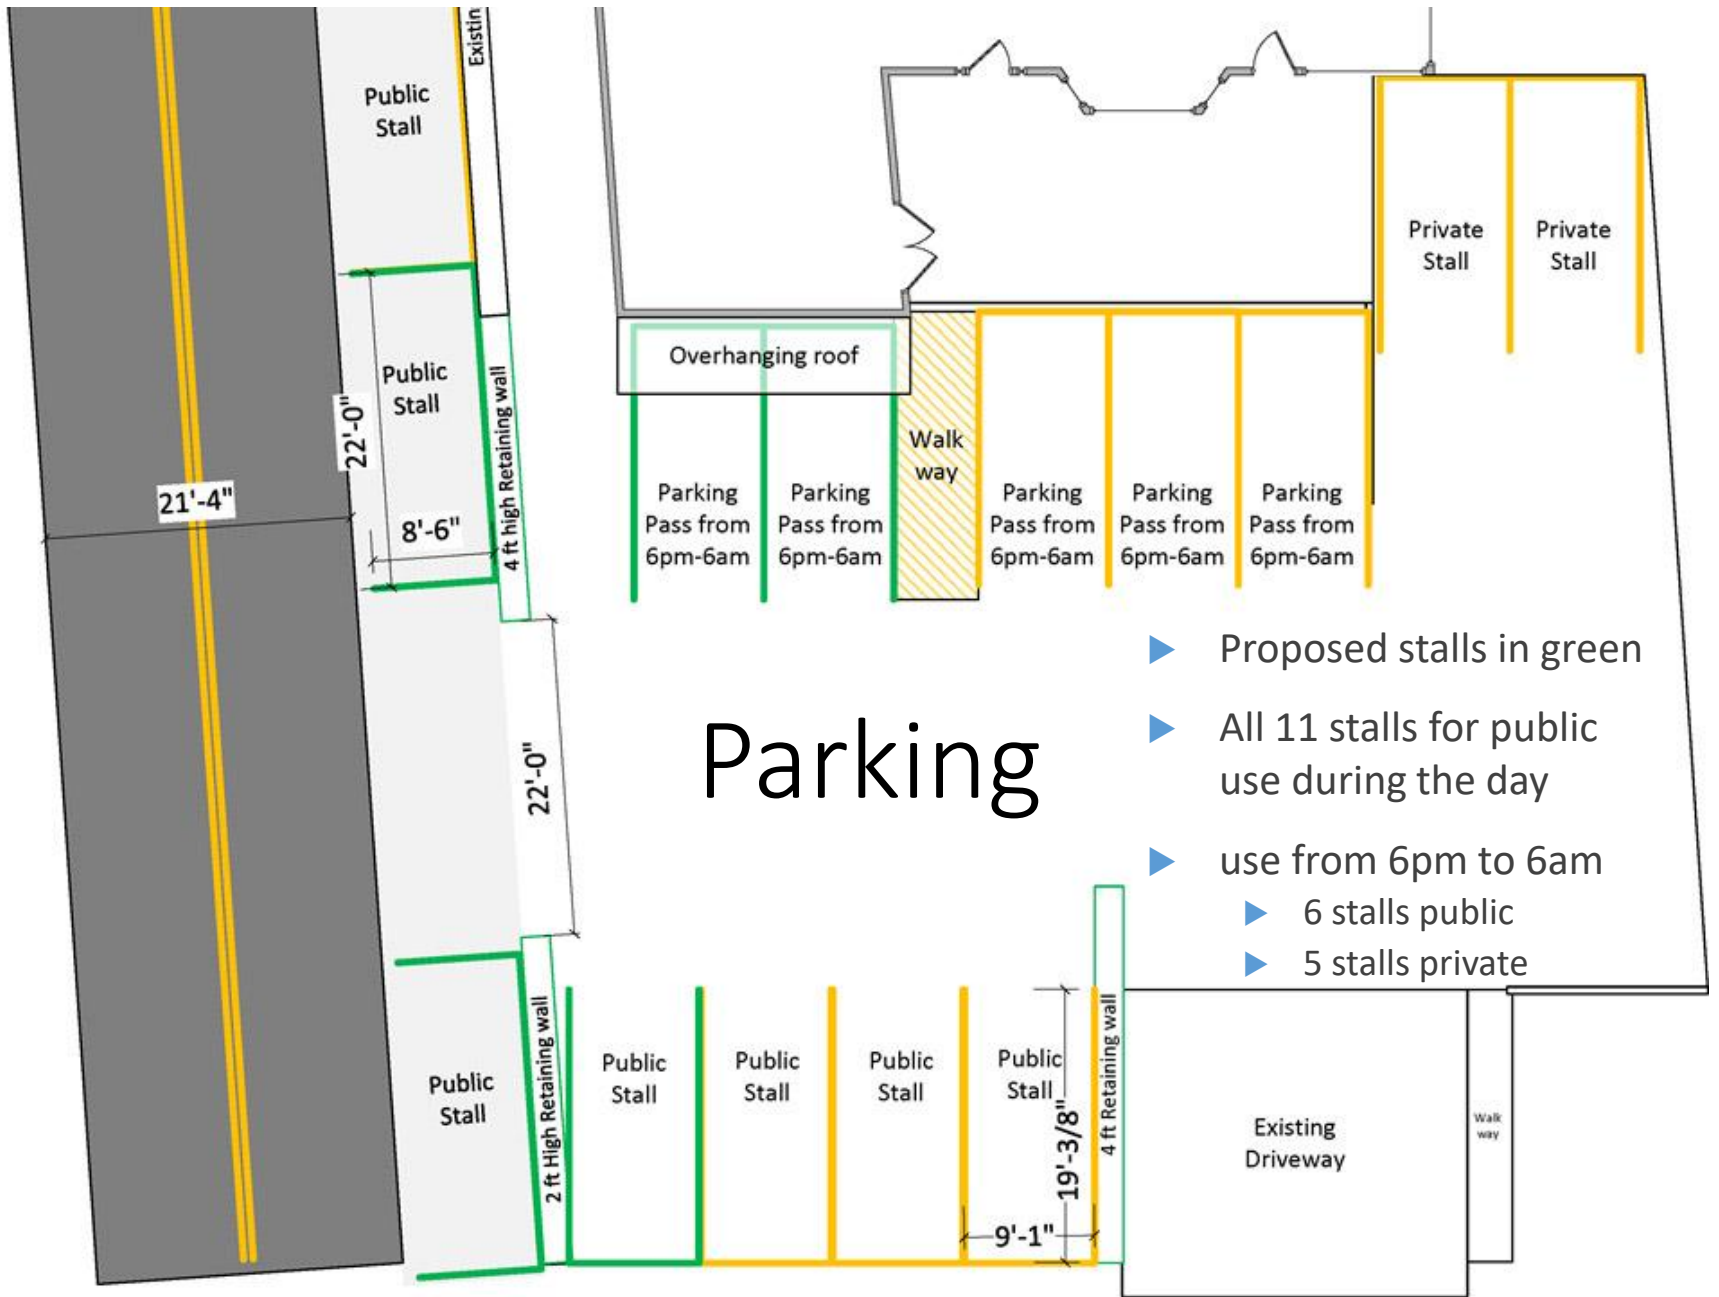 Existin
Public
Stall
Private
Stall
Private
Stall
Overhanging roof
Public
Stall
22'-0"
4 ft high Retaining wall
Walk
way
21'-4"
8'-6"
Parking
Pass from
6pm-6am
Parking
Pass from
6pm-6am
Parking
Pass from
6pm-6am
Parking
Pass from
6pm-6am
Parking
Pass from
6pm-6am
Parking
22'-0"
Proposed stalls in green
All 11 stalls for public
use during the day
use from 6pm to 6am
6 stalls public
5 stalls private
Public
Stall
2 ft High Retaining wall
Public
Stall
Public
Stall
Public
Stall
Public
Stall
19'-3/8"
9'-1"
4 ft Retaining wall
Existing
Driveway
Walk
way